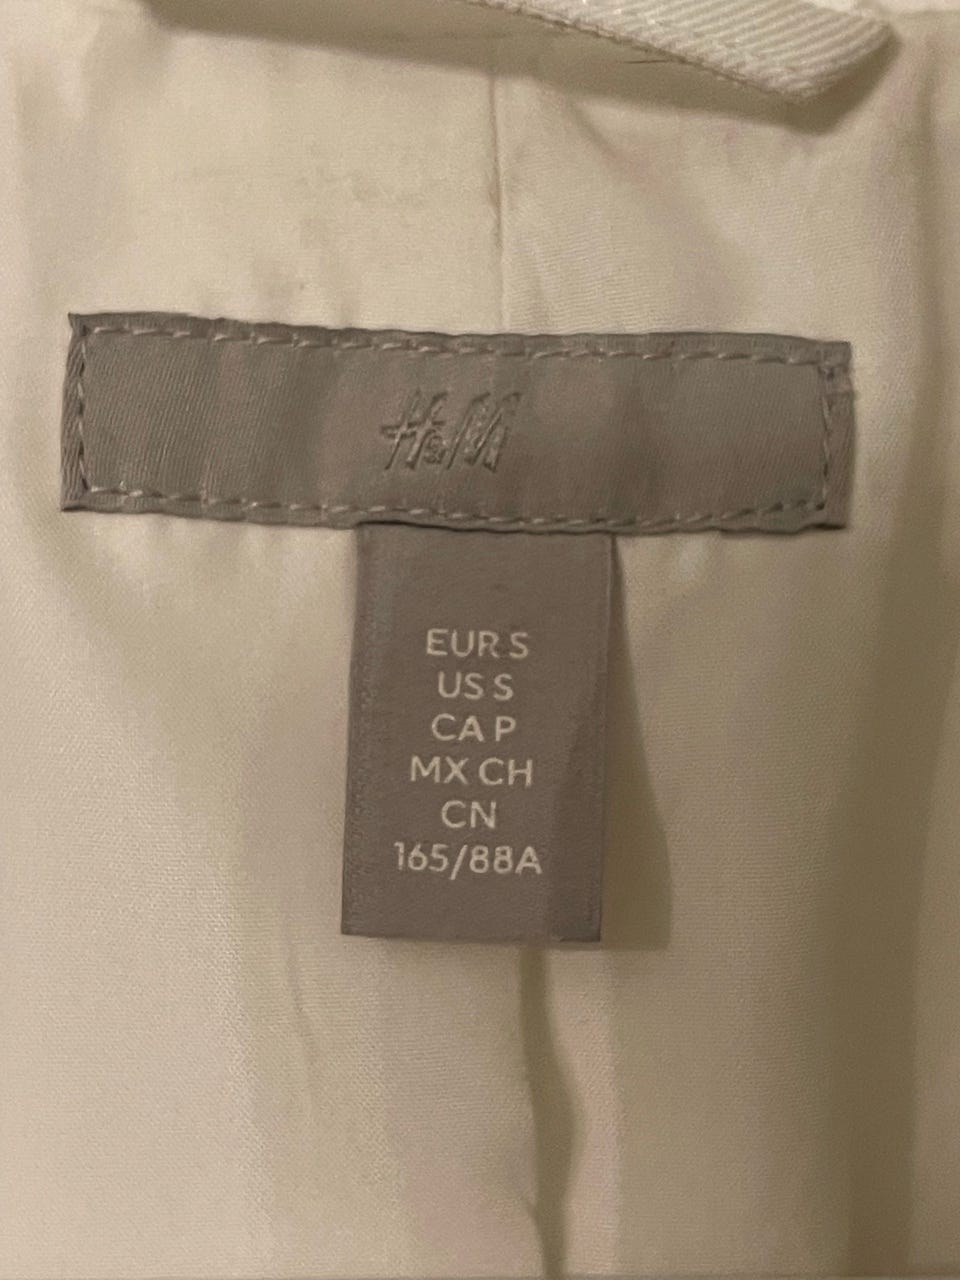 H&M
EUR S
US S
CA P
MX CH
CN
165/88A